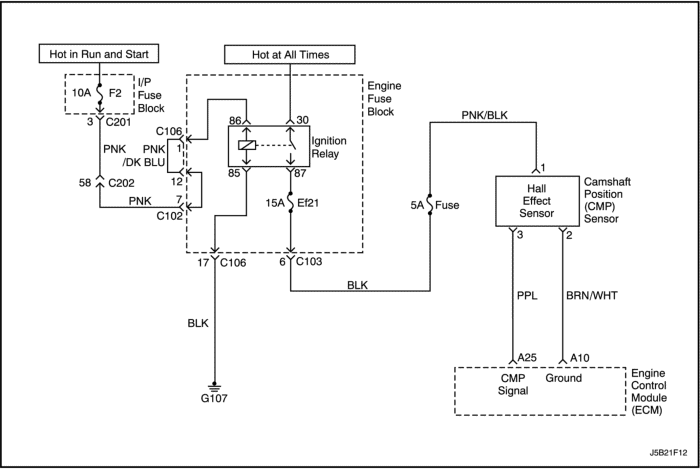 Hot in Run and Start
Hot at All Times
10A F2
I/P
Fuse
Block
Engine
Fuse
Block
3 C201
PNK
58 C202
PNK
C106
1
PNK
/DK BLU
12
7
C102
86
30
Ignition
Relay
85
87
15A Ef21
17 C106
6 C103
BLK
BLK
G107
5A Fuse
PNK/BLK
1
Hall
Effect
Sensor
Camshaft
Position
(CMP)
Sensor
3
2
PPL
BRN/WHT
A25
A10
CMP
Signal
Ground
Engine
Control
Module
(ECM)
J5B21F12